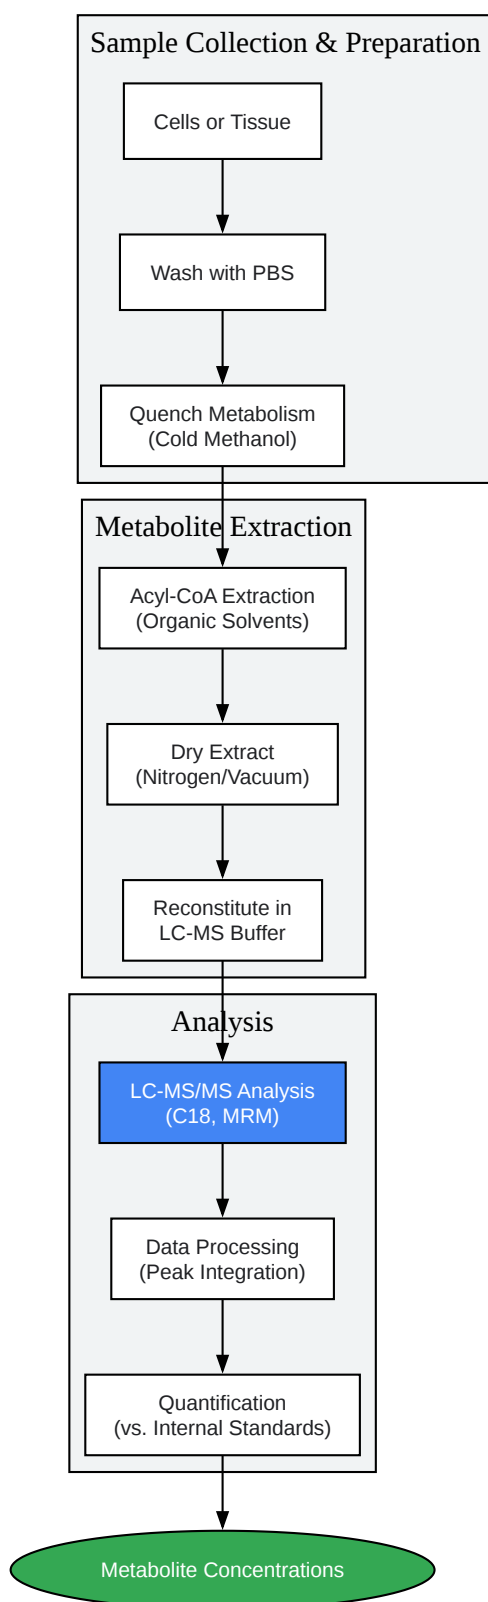 Sample Collection & Preparation
Cells or Tissue
Wash with PBS
Quench Metabolism
(Cold Methanol)
Metabolite Extraction
Acyl-CoA Extraction
(Organic Solvents)
Dry Extract
(Nitrogen/Vacuum)
Reconstitute in
LC-MS Buffer
Analysis
LC-MS/MS Analysis
(C18, MRM)
Data Processing
(Peak Integration)
Quantification
(vs. Internal Standards)
Metabolite Concentrations